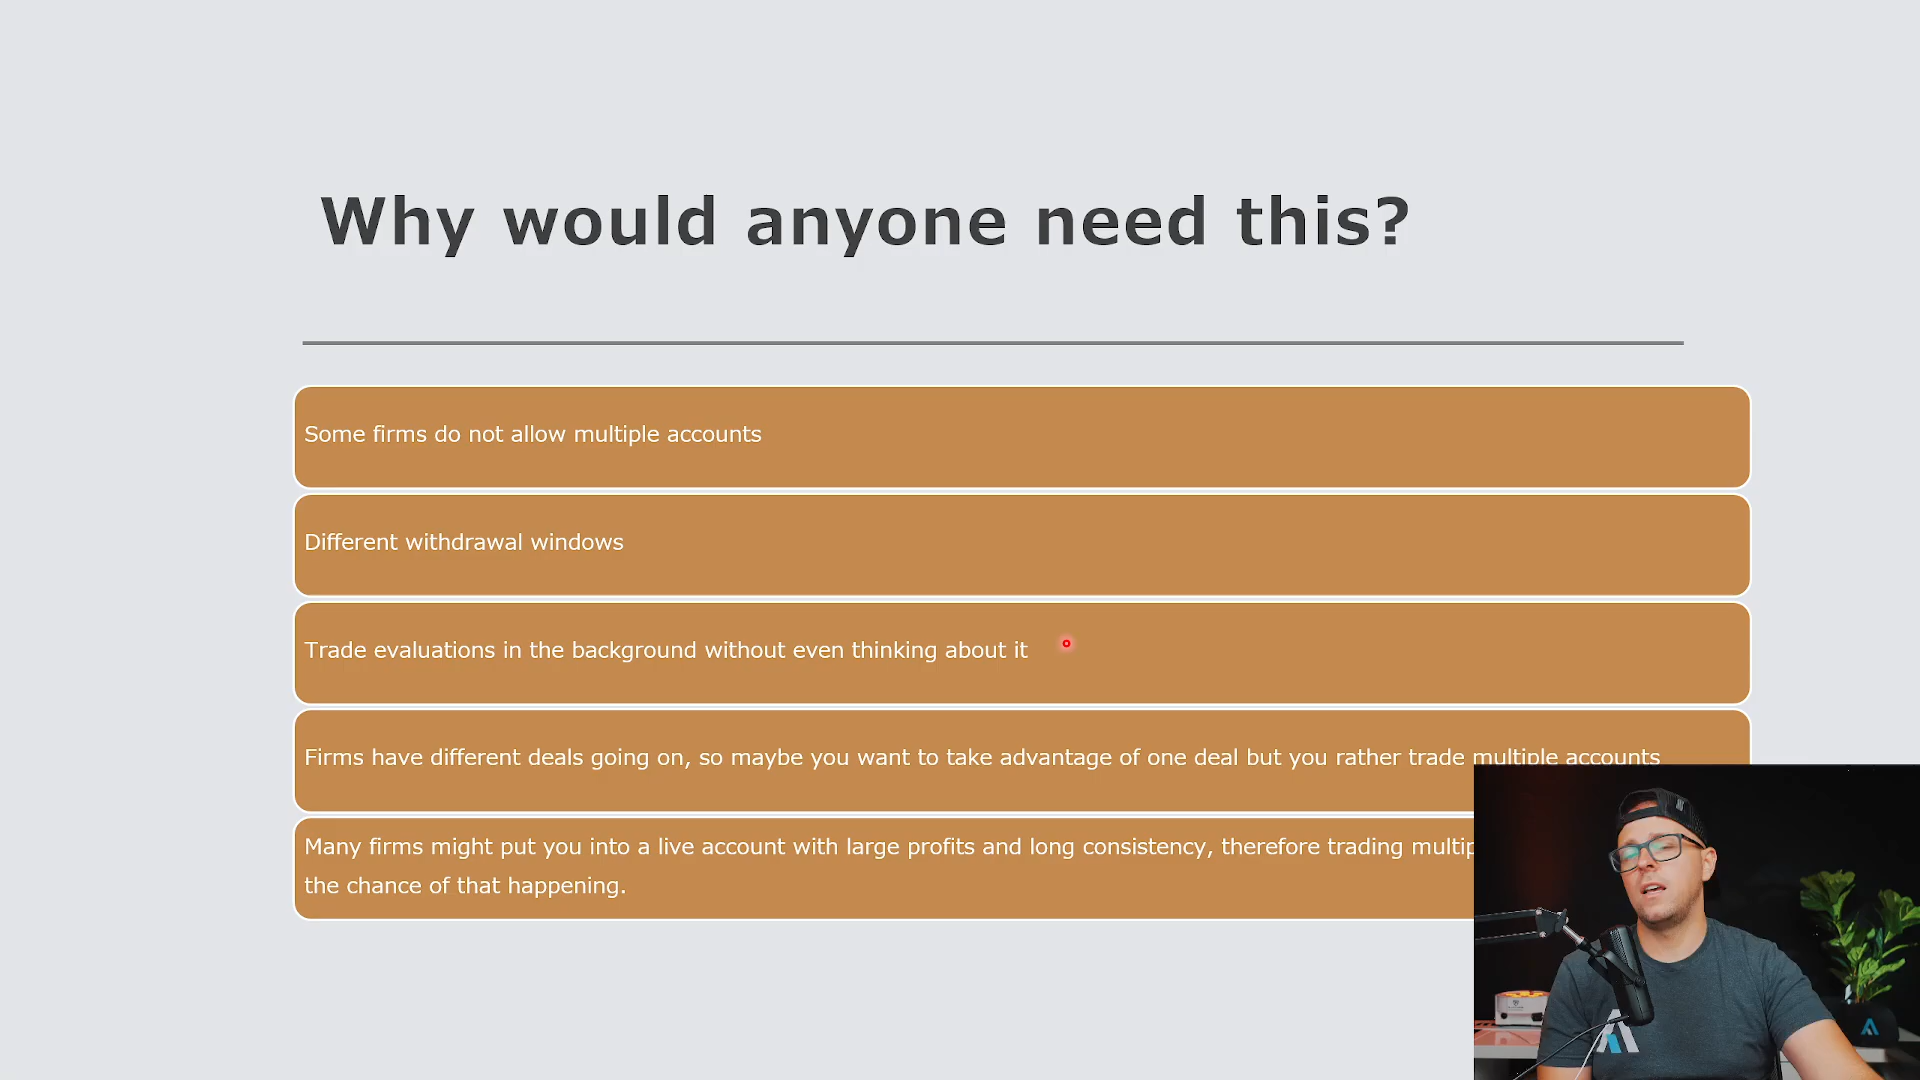 Why would anyone need this?
Some firms do not allow multiple accounts
Different withdrawal windows
Trade evaluations in the background without even thinking about it
Firms have different deals going on, so maybe you want to take advantage of one deal but you rather trade multiple accounts
Many firms might put you into a live account with large profits and long consistency, therefore trading
the chance of that happening.